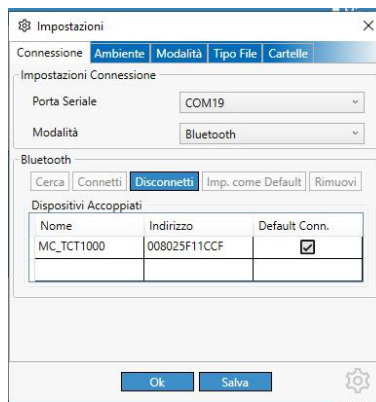 Impostazioni
Connessione Ambiente Modalità Tipo File Cartelle
Impostazioni Connessione
Porta Seriale COM19
Modalità Bluetooth
Bluetooth
Cerca Connetti Disconnetti Imp. come Default Rimuovi
Dispositivi Accoppiati
Nome Indirizzo Default Conn.
MC_TCT1000 008025F11CCF
Ok Salva